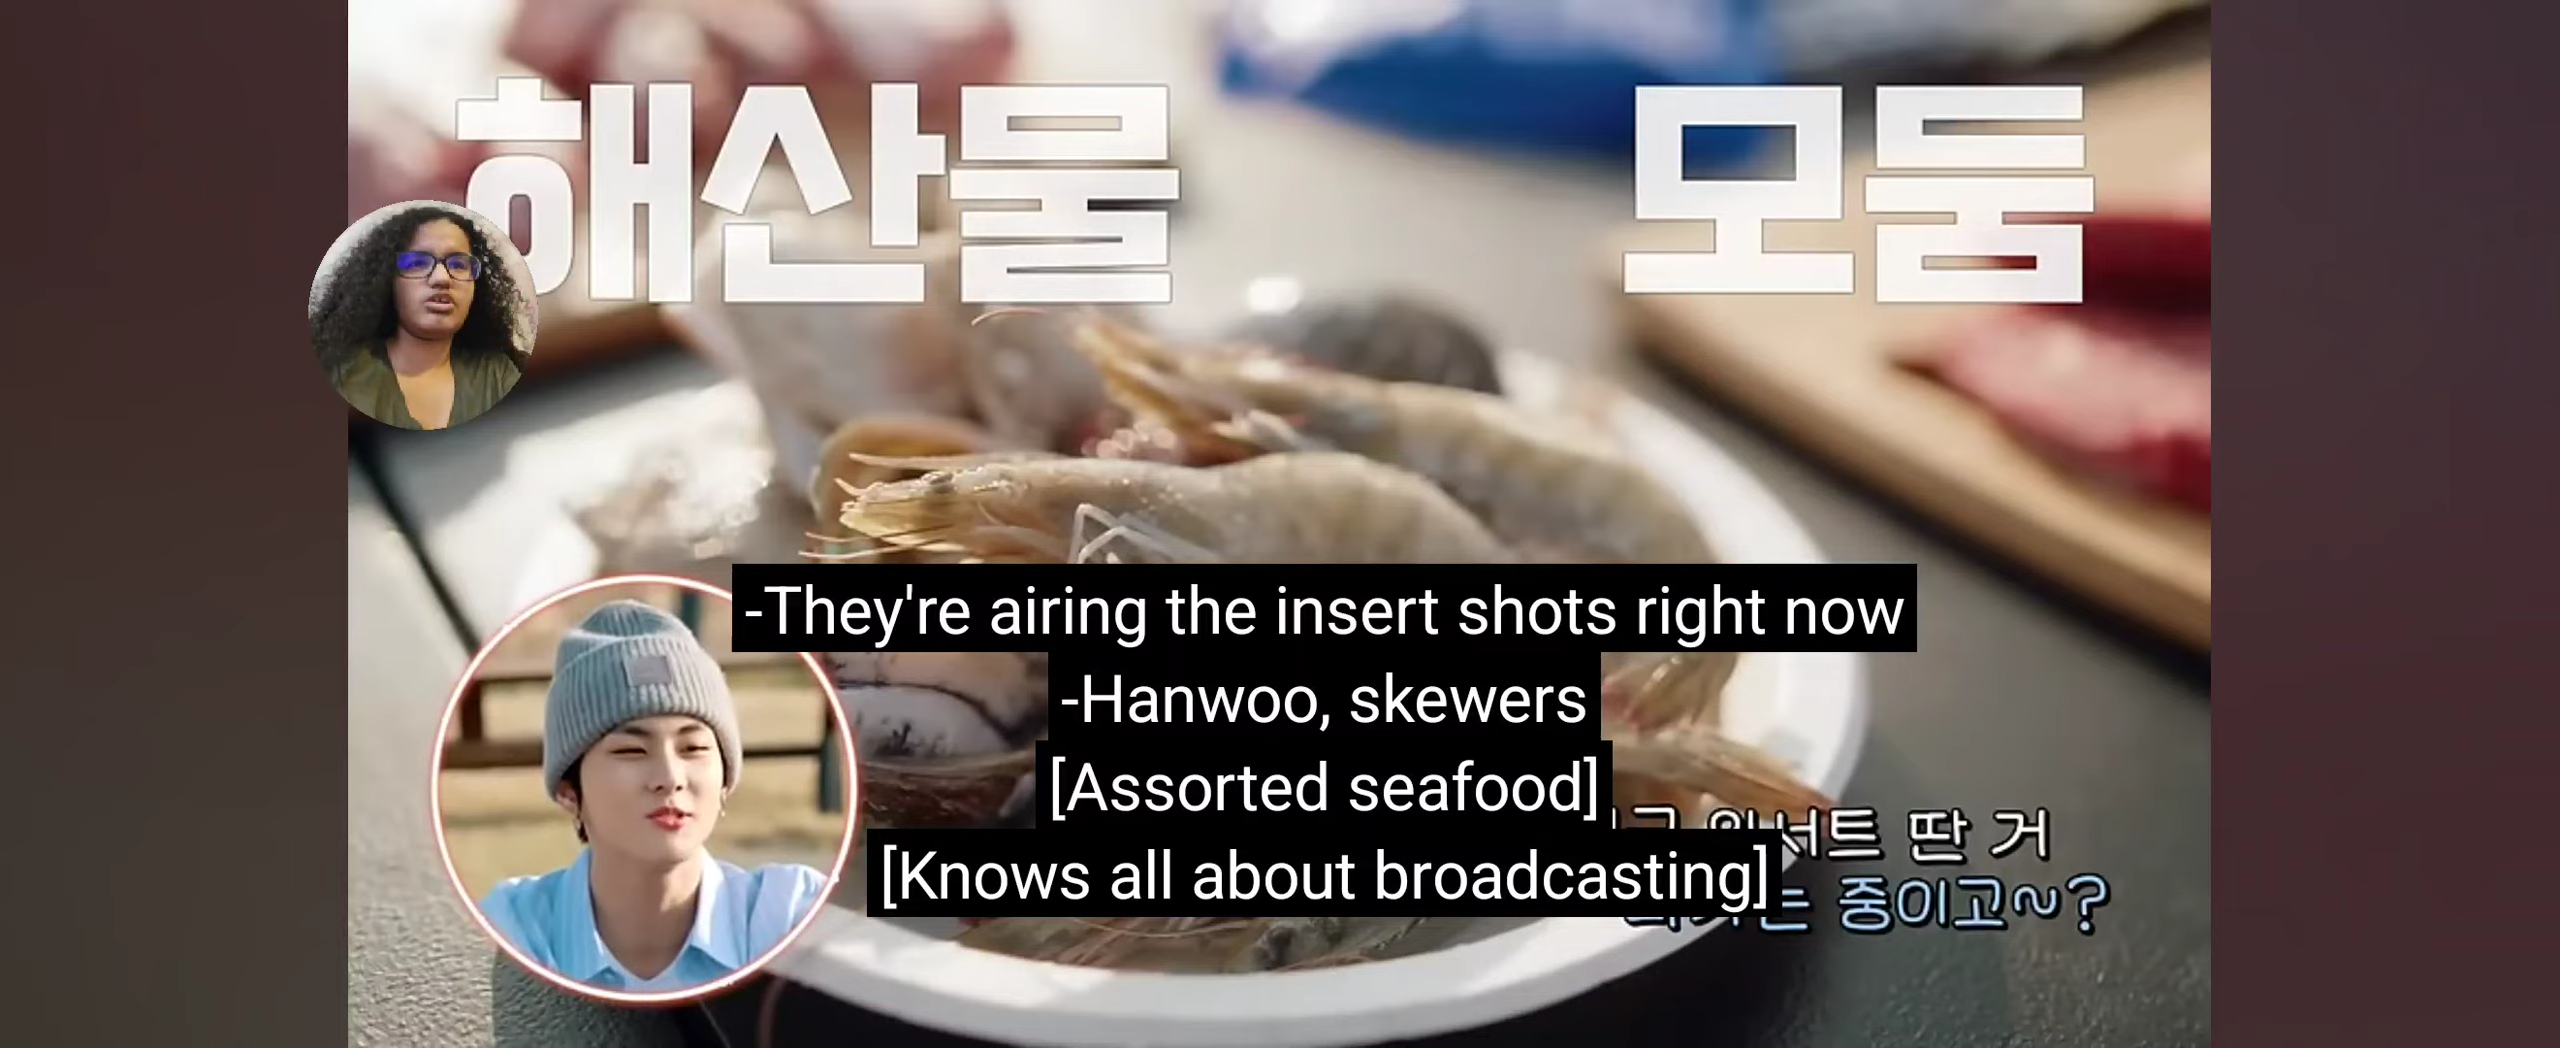 해산물 모둠
-They're airing the insert shots right now
-Hanwoo, skewers
[Assorted seafood]
[Knows all about broadcasting]
딴 거
중이고~?